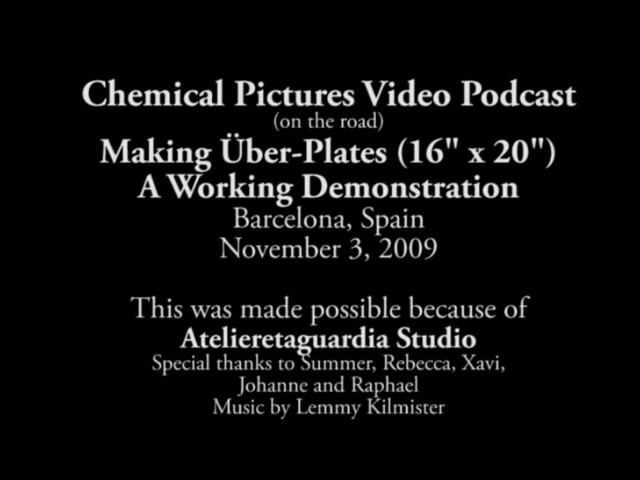 Chemical Pictures Video Podcast
(on the road)
Making Über-Plates (16" x 20")
A Working Demonstration
Barcelona, Spain
November 3, 2009
This was made possible because of
Atelieretaguardia Studio
Special thanks to Summer, Rebecca, Xavi,
Johanne and Raphael
Music by Lemmy Kilmister